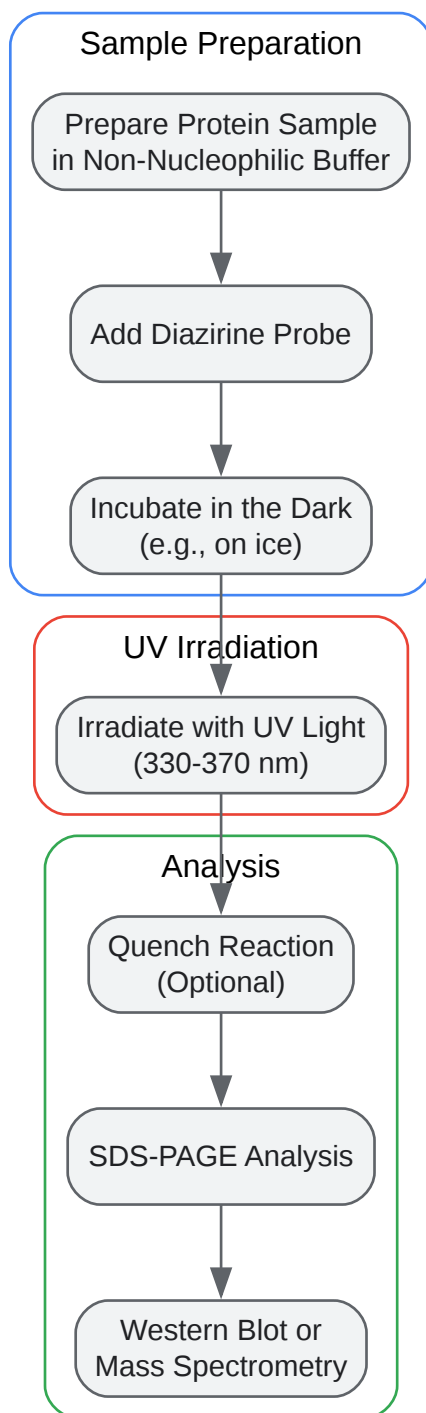 Sample Preparation
Prepare Protein Sample
in Non-Nucleophilic Buffer
Add Diazirine Probe
Incubate in the Dark
(e.g., on ice)
UV Irradiation
Irradiate with UV Light
(330-370 nm)
Analysis
Quench Reaction
(Optional)
SDS-PAGE Analysis
Western Blot or
Mass Spectrometry